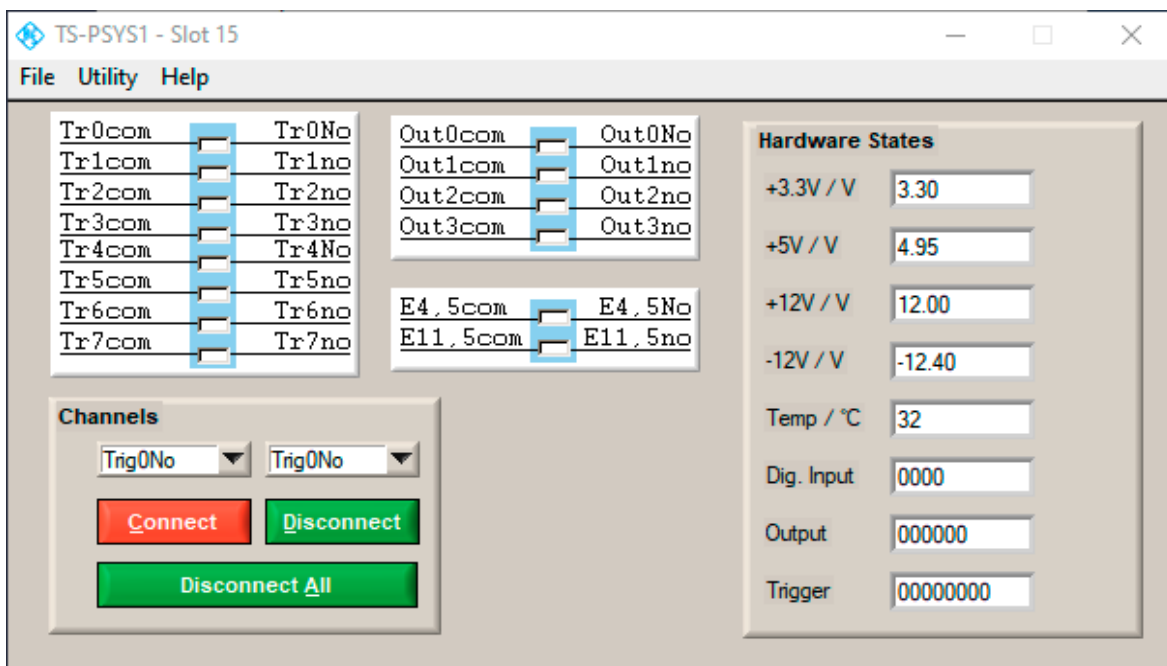 TS-PSYS1 - Slot 15
File Utility Help
Tr0com Tr0No
Tr1com Tr1no
Tr2com Tr2no
Tr3com Tr3no
Tr4com Tr4No
Tr5com Tr5no
Tr6com Tr6no
Tr7com Tr7no
Out0com Out0No
Out1com Out1no
Out2com Out2no
Out3com Out3no
E4,5com E4,5No
E11,5com E11,5no
Channels
Trig0No Trig0No
Connect Disconnect
Disconnect All
Hardware States
+3.3V / V 3.30
+5V / V 4.95
+12V / V 12.00
-12V / V -12.40
Temp / °C 32
Dig. Input 0000
Output 000000
Trigger 00000000